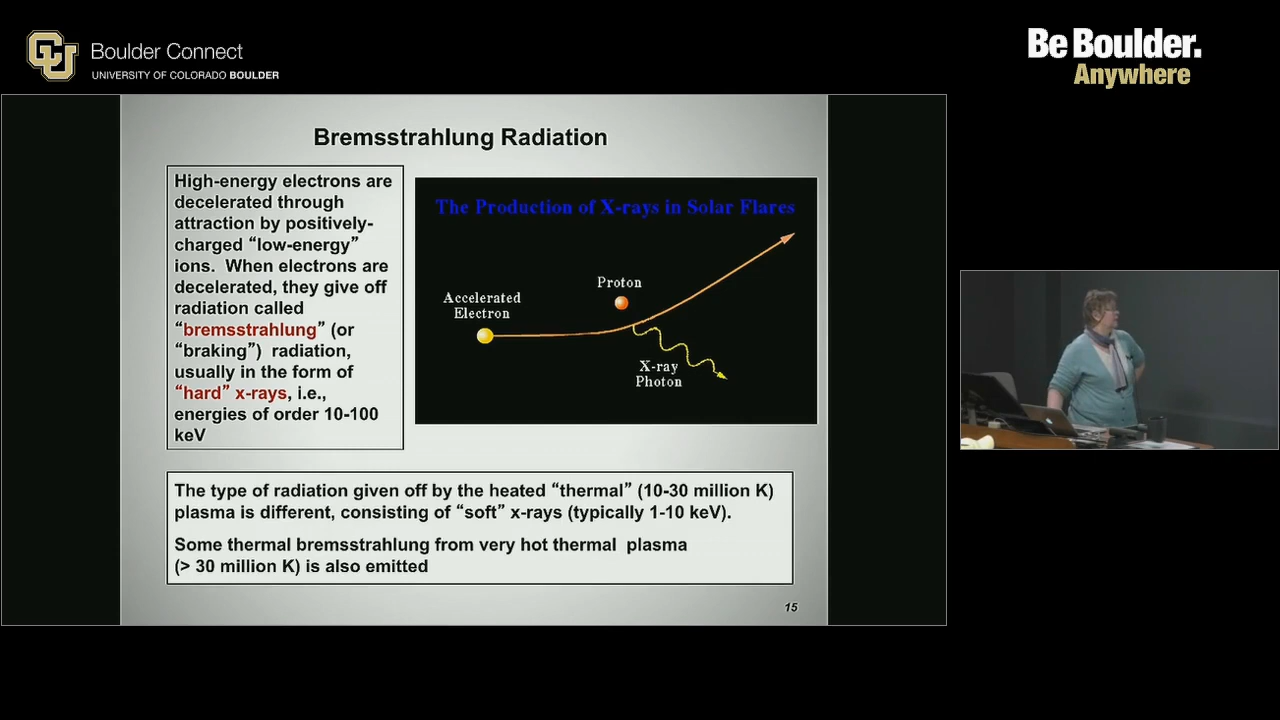 CU
Boulder Connect
UNIVERSITY OF COLORADO BOULDER
Be Boulder.
Anywhere
Bremsstrahlung Radiation
High-energy electrons are
decelerated through
attraction by positively-
charged “low-energy”
ions. When electrons are
decelerated, they give off
radiation called
“bremsstrahlung” (or
“braking”) radiation,
usually in the form of
“hard” x-rays, i.e.,
energies of order 10-100
keV
The Production of X-rays in Solar Flares
Proton
Accelerated
Electron
X-ray
Photon
The type of radiation given off by the heated “thermal” (10-30 million K)
plasma is different, consisting of “soft” x-rays (typically 1-10 keV).
Some thermal bremsstrahlung from very hot thermal plasma
(> 30 million K) is also emitted
15